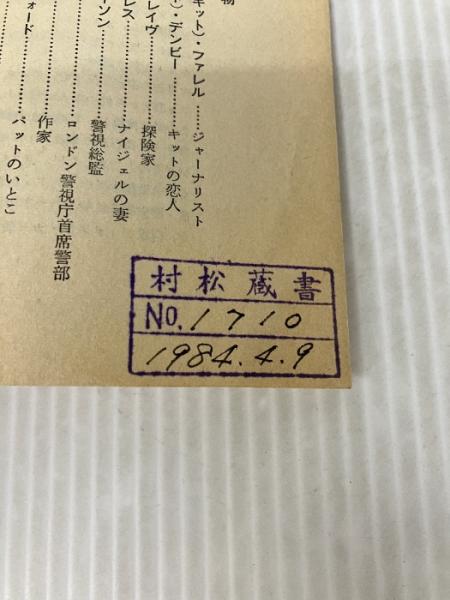 物
キット)・ファレル……ジャーナリスト
)・デンビー…………キットの恋人
レイヴ……………探険家
レス……………ナイジェルの妻
ーソン……………警視総監
……………ロンドン警視庁首席警部
ォード……………作家
……………パットのいとこ
村松蔵書
NO. 1710
1984.4.9